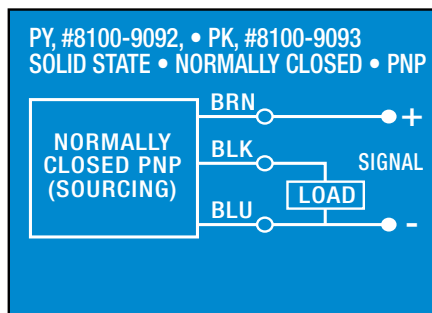 PY, #8100-9092, • PK, #8100-9093
SOLID STATE • NORMALLY CLOSED • PNP
BRN
+
NORMALLY
CLOSED PNP
(SOURCING)
BLK
SIGNAL
LOAD
BLU
-